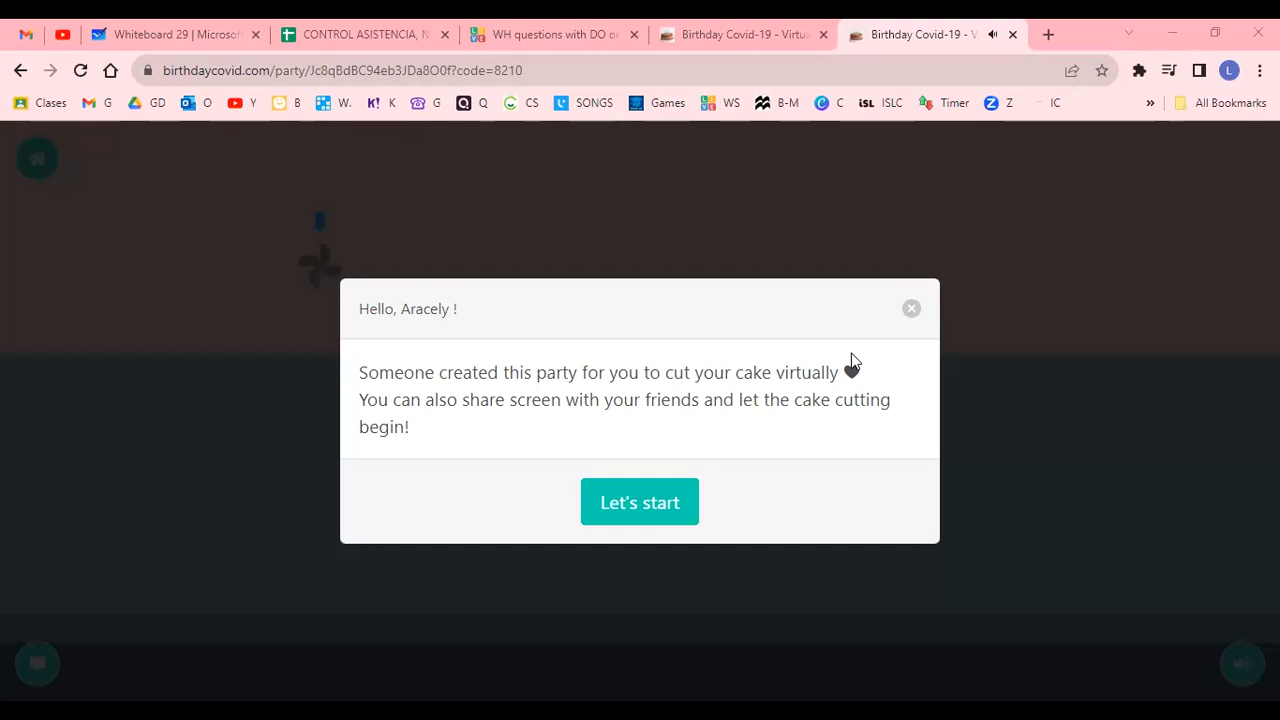 Whiteboard 29 | Microsof
CONTROL ASISTENCIA, N
WH questions with DO o
Birthday Covid-19 - Virtua
Birthday Covid-19 - V
birthdaycovid.com/party/Jc8qBdBC94eb3JDa8O0f?code=8210
L
Clases
G
GD
O
Y
B
W.
K! K
G
Q
CS
SONGS
Games
WS
B-M
C
iSL ISLC
Timer
Z
IC
»
All Bookmarks
Hello, Aracely !
Someone created this party for you to cut your cake virtually
You can also share screen with your friends and let the cake cutting
begin!
Let's start